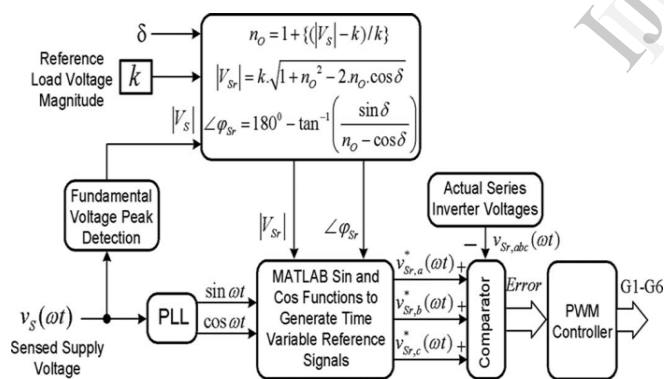 δ
n_O = 1 + {(|V_S| − k) / k}
Reference
Load Voltage
Magnitude
k
|V_Sr| = k.√(1 + n_O² − 2.n_O.cosδ)
|V_S|
∠φ_Sr = 180⁰ − tan⁻¹(sinδ / (n_O − cosδ))
Fundamental
Voltage Peak
Detection
|V_Sr|
∠φ_Sr
Actual Series
Inverter Voltages
− v_Sr,abc(ωt)
v_S(ωt)
Sensed Supply
Voltage
PLL
sin ωt
cos ωt
MATLAB Sin and
Cos Functions to
Generate Time
Variable Reference
Signals
v*_Sr,a(ωt) +
v*_Sr,b(ωt) +
v*_Sr,c(ωt) +
Comparator
Error
PWM
Controller
G1-G6